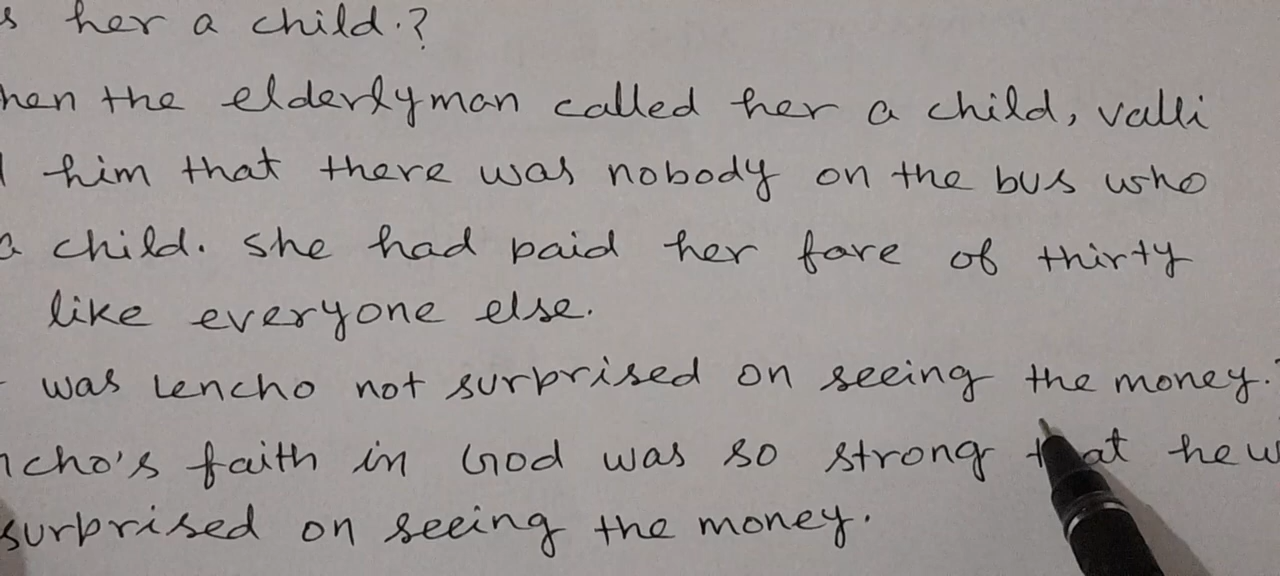 s her a child.?
hen the elderlyman called her a child, valli
him that there was nobody on the bus who
a child. she had paid her fare of thirty
like everyone else.
was Lencho not surprised on seeing the money.?
ncho's faith in God was so strong that he w
surprised on seeing the money.